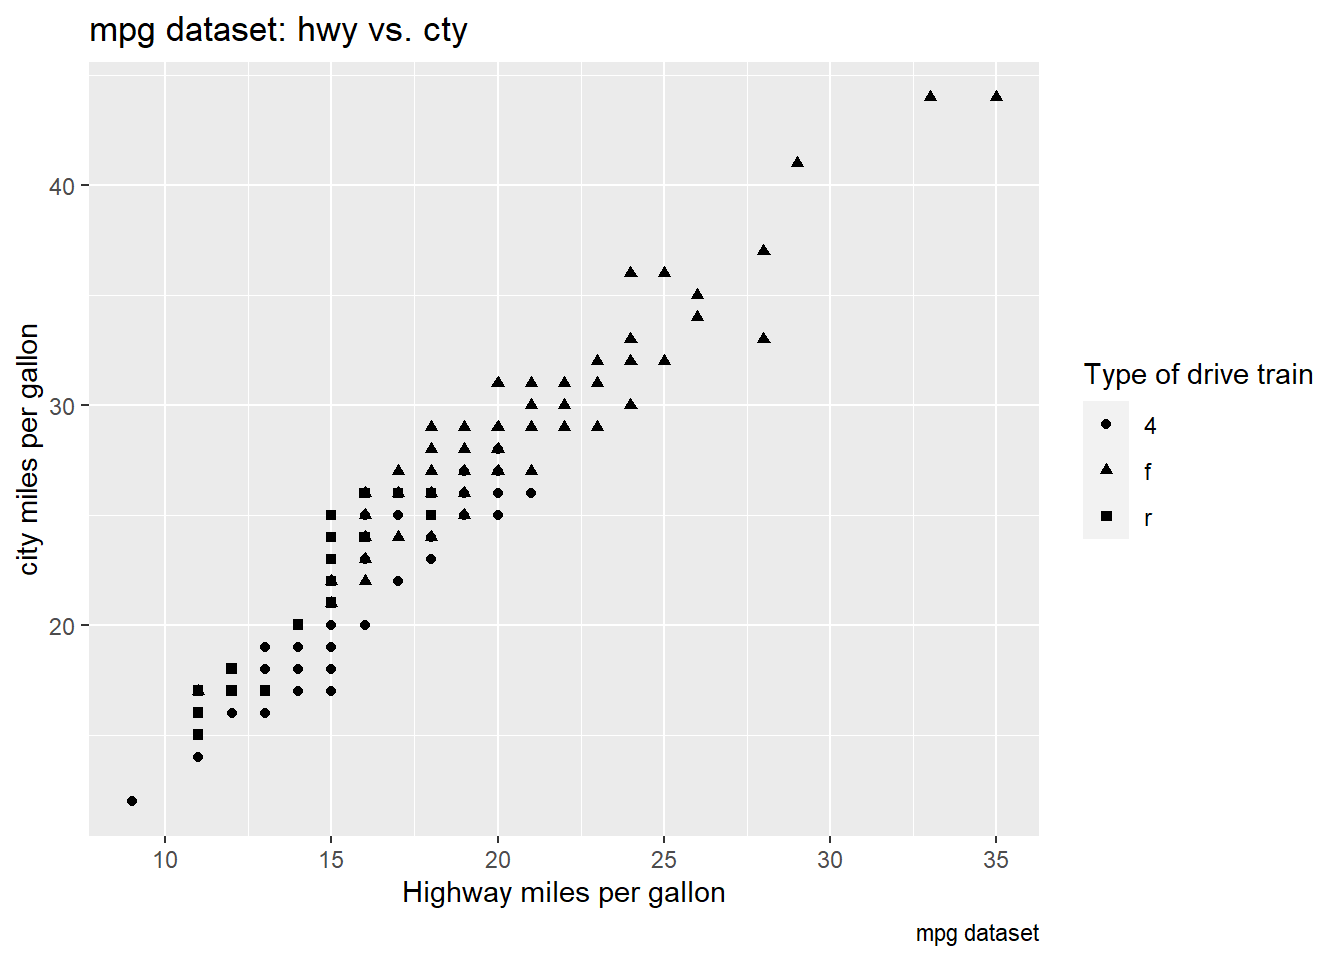 mpg dataset: hwy vs. cty
city miles per gallon
40
30
20
10 15 20 25 30 35
Highway miles per gallon
Type of drive train
4
f
r
mpg dataset